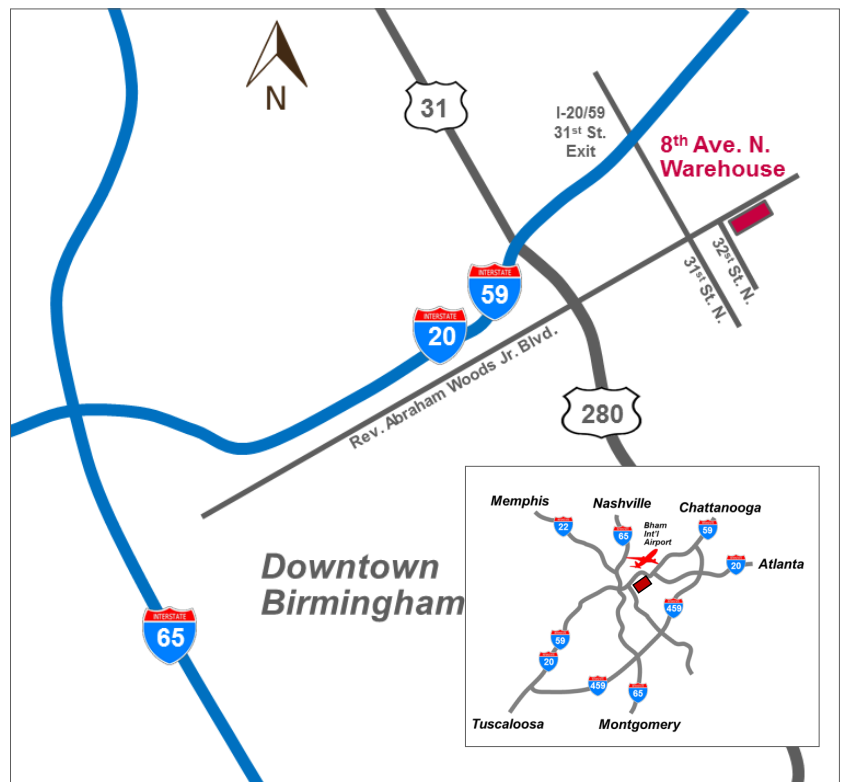 31
N
I-20/59
31st St.
Exit
8th Ave. N.
Warehouse
32st St. N.
31st St. N.
INTERSTATE
59
INTERSTATE
20
Rev. Abraham Woods Jr. Blvd.
280
Downtown
Birmingham
INTERSTATE
65
Memphis
Nashville
Chattanooga
22
65
Bham
Int'l
Airport
59
20
Atlanta
459
59
20
459
65
Tuscaloosa
Montgomery